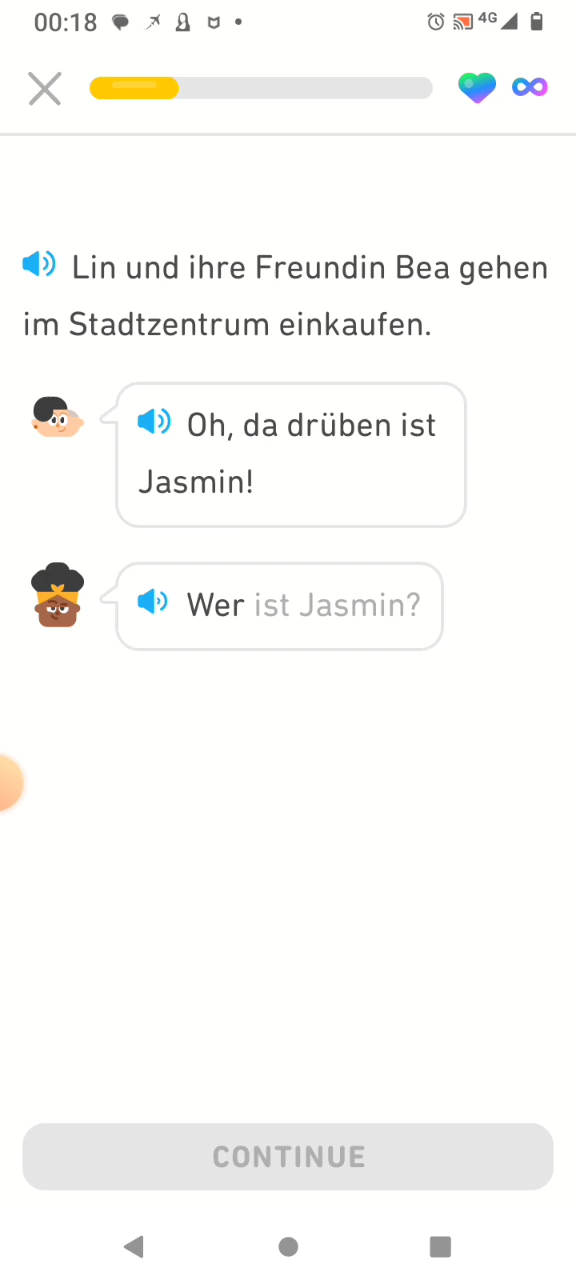 00:18
4G
Lin und ihre Freundin Bea gehen
im Stadtzentrum einkaufen.
Oh, da drüben ist
Jasmin!
Wer ist Jasmin?
CONTINUE